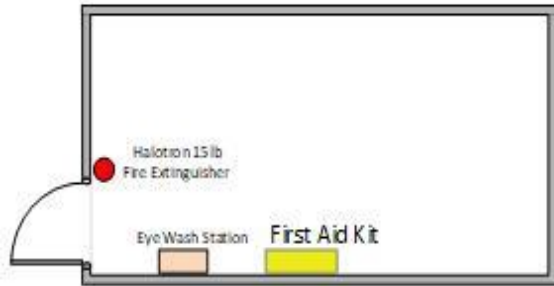 Halotron 15 lb
Fire Extinguisher
Eye Wash Station
First Aid Kit